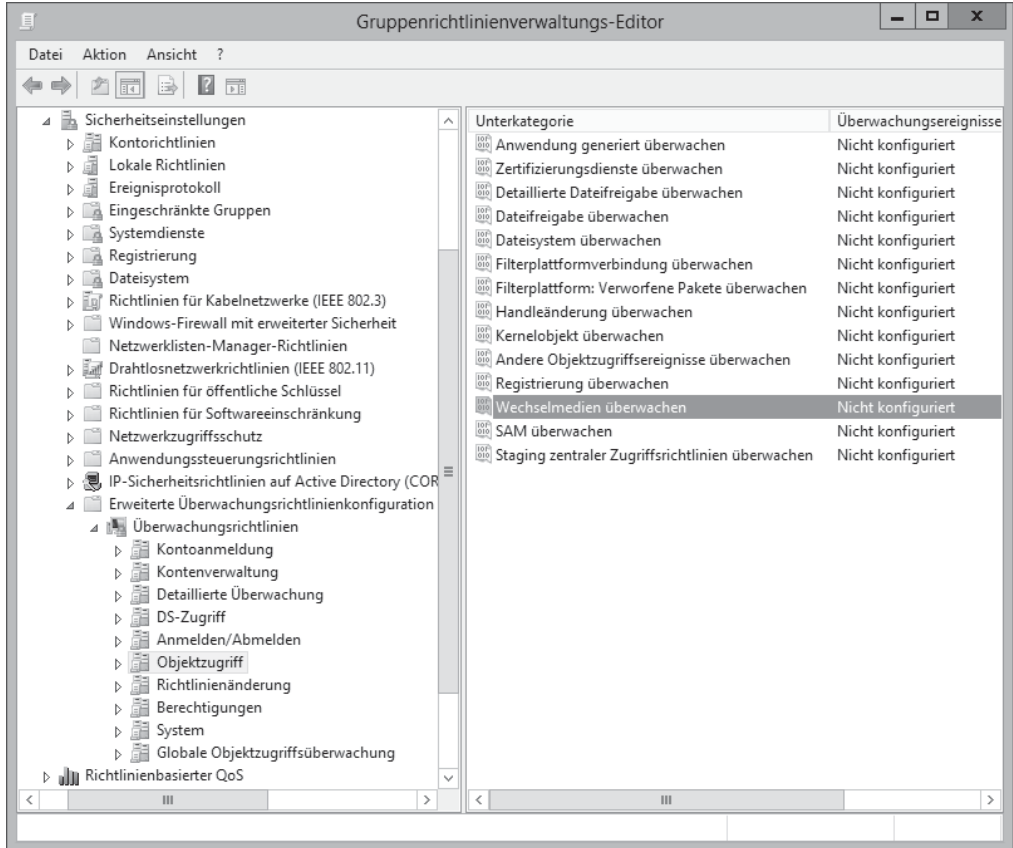 Gruppenrichtlinienverwaltungs-Editor
Datei Aktion Ansicht ?
Sicherheitseinstellungen
Kontorichtlinien
Lokale Richtlinien
Ereignisprotokoll
Eingeschränkte Gruppen
Systemdienste
Registrierung
Dateisystem
Richtlinien für Kabelnetzwerke (IEEE 802.3)
Windows-Firewall mit erweiterter Sicherheit
Netzwerklisten-Manager-Richtlinien
Drahtlosnetzwerkrichtlinien (IEEE 802.11)
Richtlinien für öffentliche Schlüssel
Richtlinien für Softwareeinschränkung
Netzwerkzugriffsschutz
Anwendungssteuerungsrichtlinien
IP-Sicherheitsrichtlinien auf Active Directory (COR
Erweiterte Überwachungsrichtlinienkonfiguration
Überwachungsrichtlinien
Kontoanmeldung
Kontenverwaltung
Detaillierte Überwachung
DS-Zugriff
Anmelden/Abmelden
Objektzugriff
Richtlinienänderung
Berechtigungen
System
Globale Objektzugriffsüberwachung
Richtlinienbasierter QoS
Unterkategorie Überwachungsereignisse
Anwendung generiert überwachen Nicht konfiguriert
Zertifizierungsdienste überwachen Nicht konfiguriert
Detaillierte Dateifreigabe überwachen Nicht konfiguriert
Dateifreigabe überwachen Nicht konfiguriert
Dateisystem überwachen Nicht konfiguriert
Filterplattformverbindung überwachen Nicht konfiguriert
Filterplattform: Verworfene Pakete überwachen Nicht konfiguriert
Handleänderung überwachen Nicht konfiguriert
Kernelobjekt überwachen Nicht konfiguriert
Andere Objektzugriffsereignisse überwachen Nicht konfiguriert
Registrierung überwachen Nicht konfiguriert
Wechselmedien überwachen Nicht konfiguriert
SAM überwachen Nicht konfiguriert
Staging zentraler Zugriffsrichtlinien überwachen Nicht konfiguriert